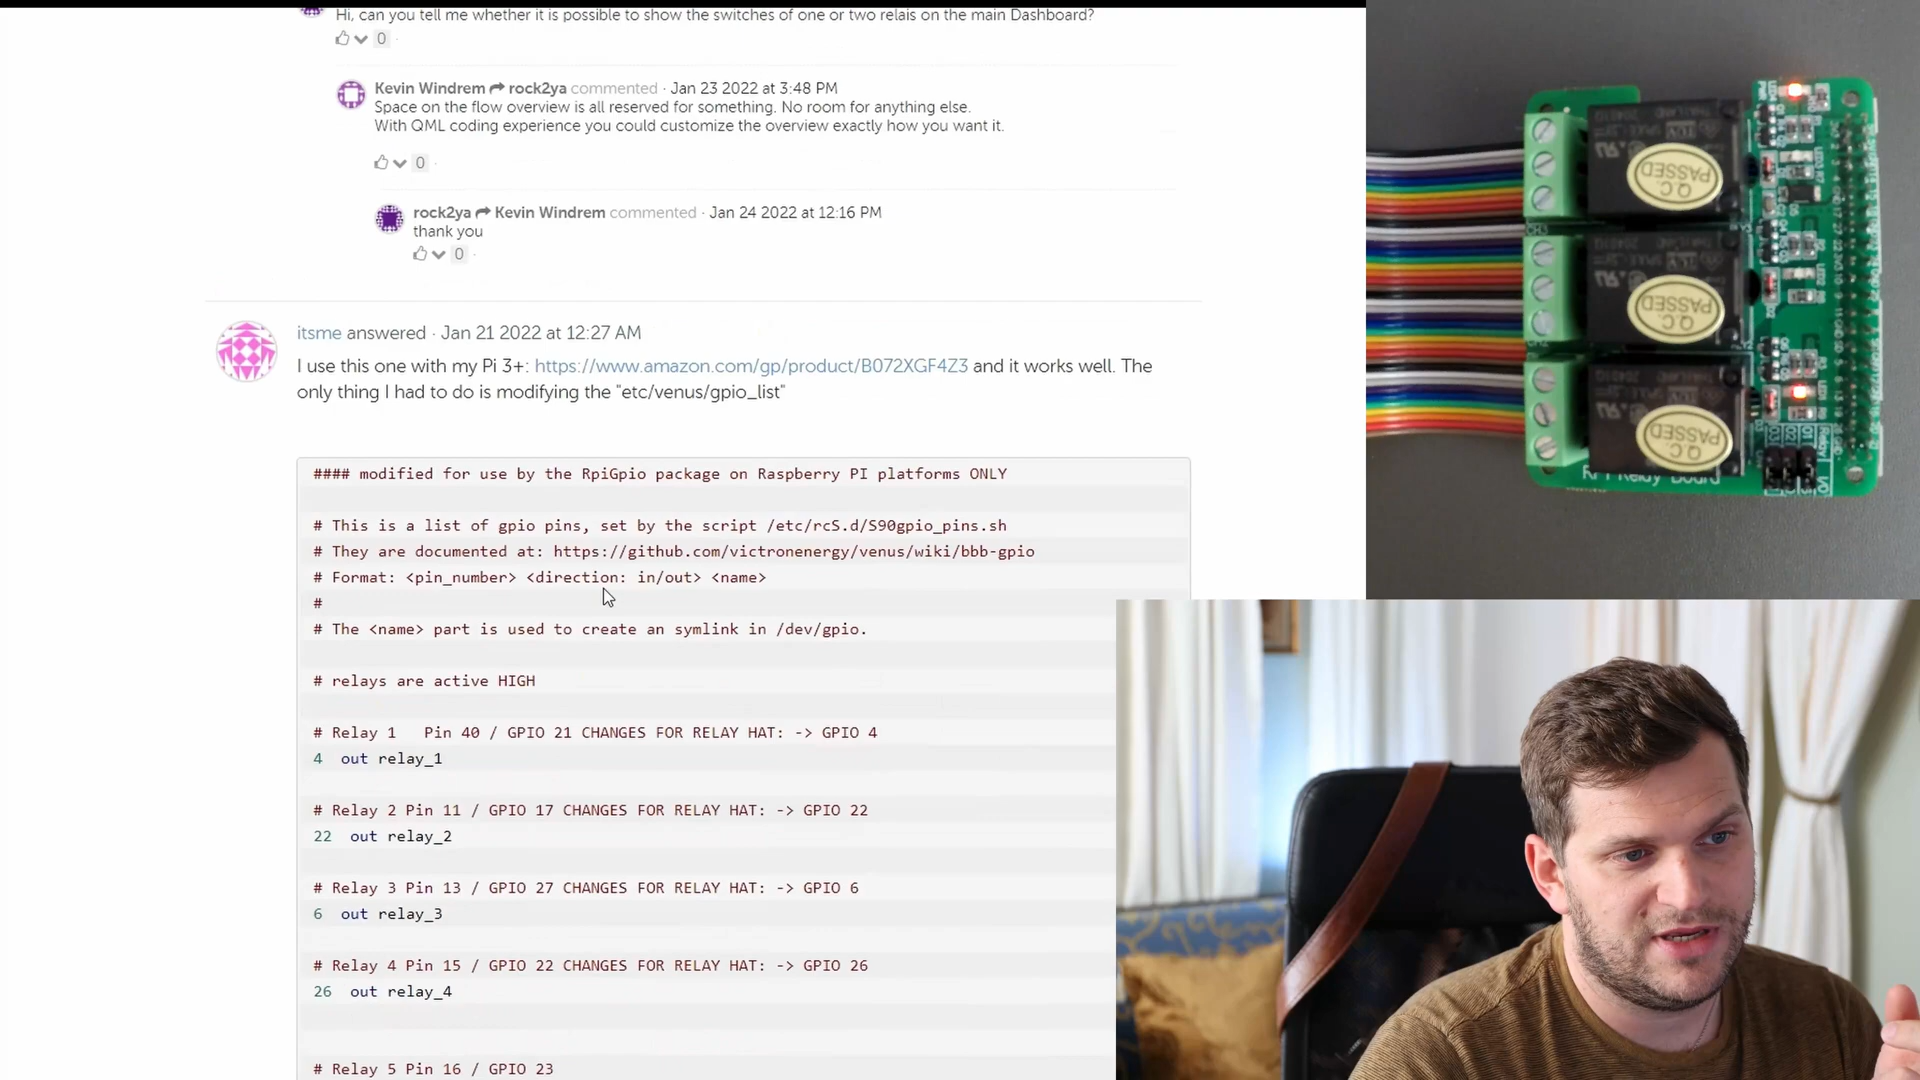 Hi, can you tell me whether it is possible to show the switches of one or two relais on the main Dashboard?
0
Kevin Windrem rock2ya commented · Jan 23 2022 at 3:48 PM
Space on the flow overview is all reserved for something. No room for anything else.
With QML coding experience you could customize the overview exactly how you want it.
0
rock2ya Kevin Windrem commented · Jan 24 2022 at 12:16 PM
thank you
0
itsme answered · Jan 21 2022 at 12:27 AM
I use this one with my Pi 3+: https://www.amazon.com/gp/product/B072XGF4Z3 and it works well. The
only thing I had to do is modifying the "etc/venus/gpio_list"
#### modified for use by the RpiGpio package on Raspberry PI platforms ONLY
# This is a list of gpio pins, set by the script /etc/rcS.d/S90gpio_pins.sh
# They are documented at: https://github.com/victronenergy/venus/wiki/bbb-gpio
# Format: <pin_number> <direction: in/out> <name>
#
# The <name> part is used to create an symlink in /dev/gpio.
# relays are active HIGH
# Relay 1   Pin 40 / GPIO 21 CHANGES FOR RELAY HAT: -> GPIO 4
4  out relay_1
# Relay 2 Pin 11 / GPIO 17 CHANGES FOR RELAY HAT: -> GPIO 22
22  out relay_2
# Relay 3 Pin 13 / GPIO 27 CHANGES FOR RELAY HAT: -> GPIO 6
6  out relay_3
# Relay 4 Pin 15 / GPIO 22 CHANGES FOR RELAY HAT: -> GPIO 26
26  out relay_4
# Relay 5 Pin 16 / GPIO 23
Q.C.
PASSED
Q.C.
PASSED
Q.C.
PASSED
Relay Board